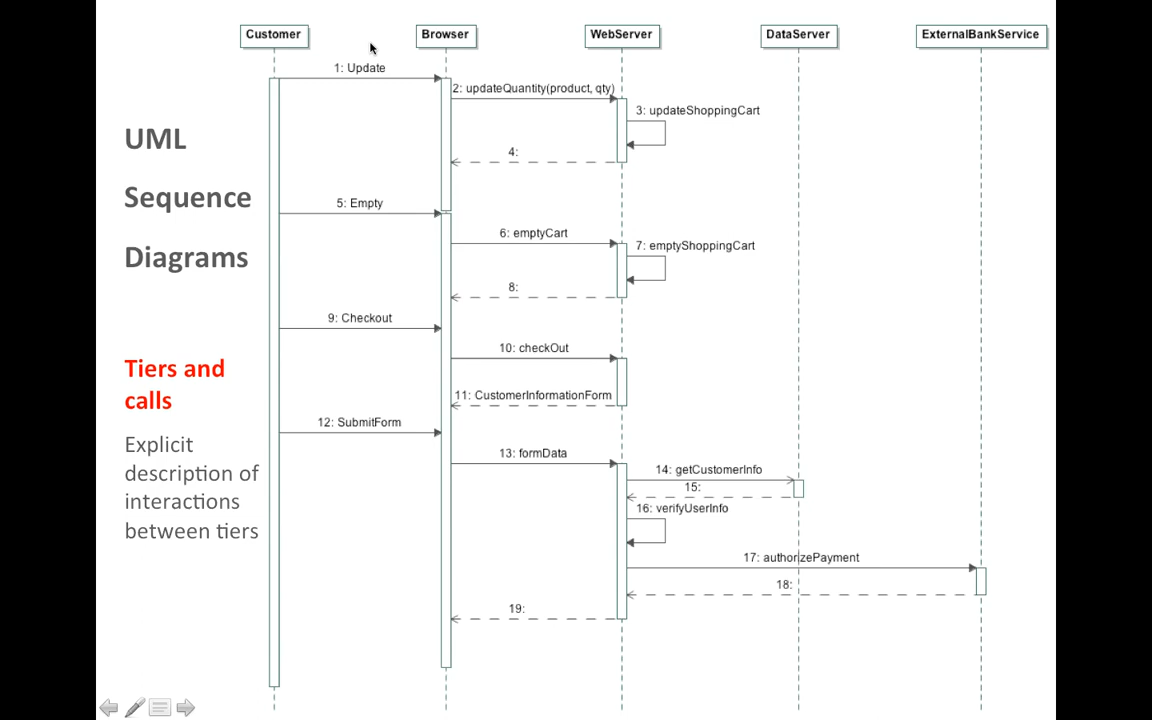 Customer
Browser
WebServer
DataServer
ExternalBankService
1: Update
2: updateQuantity(product, qty)
3: updateShoppingCart
4:
5: Empty
6: emptyCart
7: emptyShoppingCart
8:
9: Checkout
10: checkOut
11: CustomerInformationForm
12: SubmitForm
13: formData
14: getCustomerInfo
15:
16: verifyUserInfo
17: authorizePayment
18:
19:
UML
Sequence
Diagrams
Tiers and
calls
Explicit
description of
interactions
between tiers